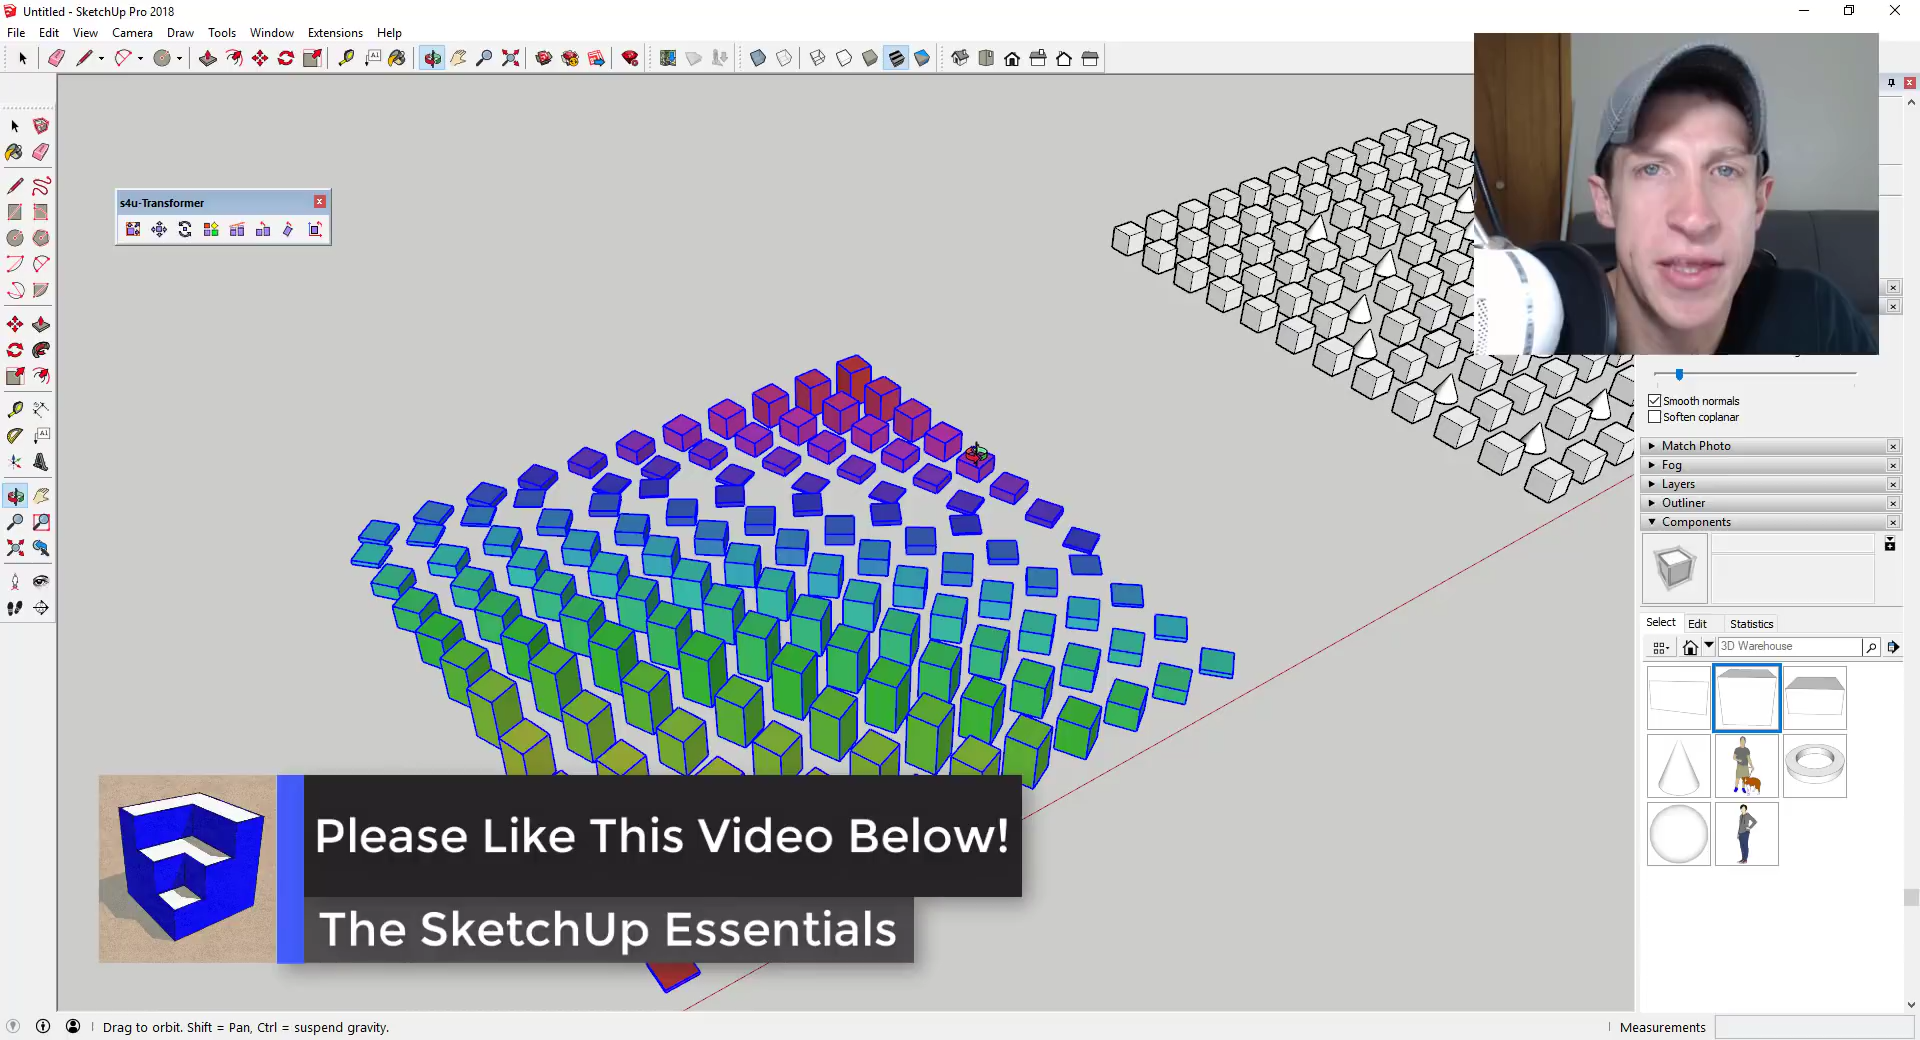 Untitled - SketchUp Pro 2018
File Edit View Camera Draw Tools Window Extensions Help
s4u-Transformer
Smooth normals
Soften coplanar
Match Photo
Fog
Layers
Outliner
Components
Select Edit Statistics
3D Warehouse
Please Like This Video Below!
The SketchUp Essentials
Drag to orbit. Shift = Pan, Ctrl = suspend gravity.
Measurements